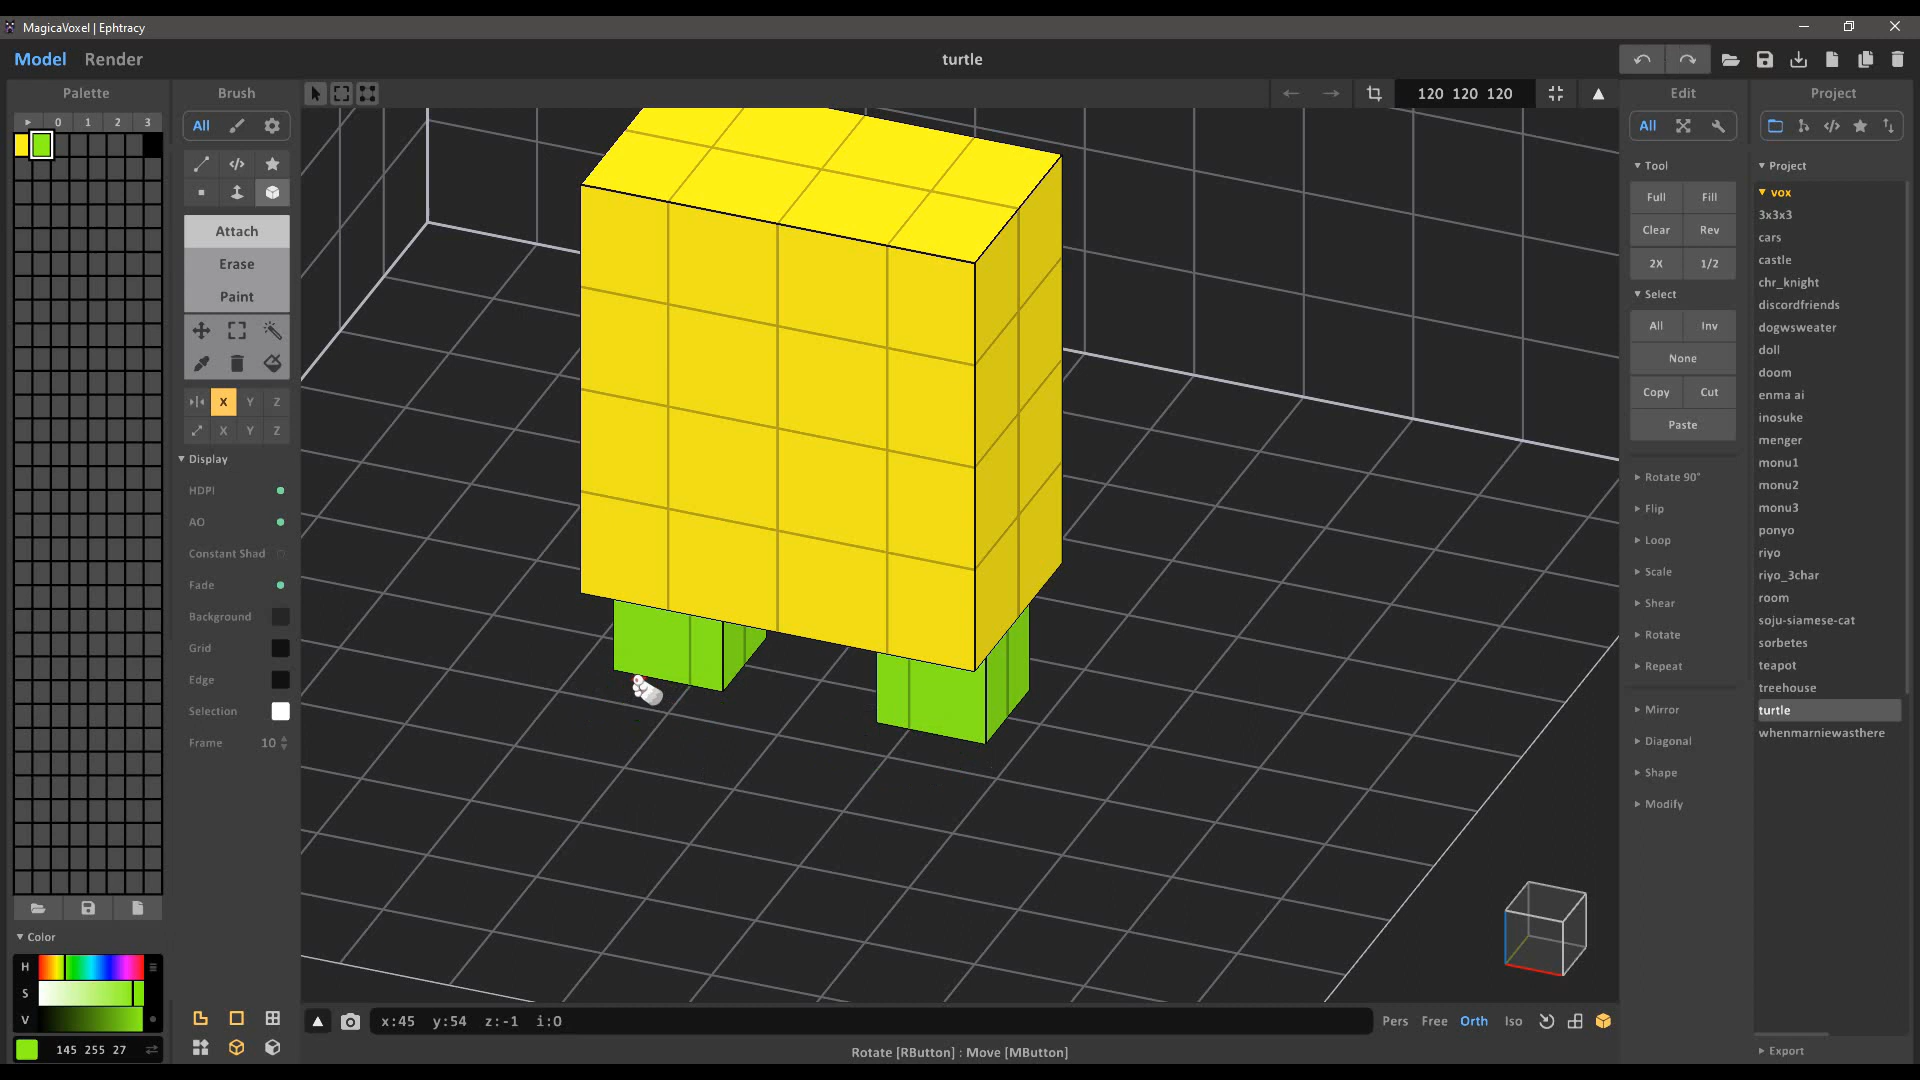 MagicaVoxel | Ephtracy
Model Render
turtle
Palette
0 1 2 3
Brush
All
Attach
Erase
Paint
X Y Z
X Y Z
Display
HDPI
AO
Constant Shad
Fade
Background
Grid
Edge
Selection
Frame 10
Color
H
S
V
145 255 27
120 120 120
x:45 y:54 z:-1 i:0
Pers Free Orth Iso
Rotate [RButton] : Move [MButton]
Edit
All
Tool
Full Fill
Clear Rev
2X 1/2
Select
All Inv
None
Copy Cut
Paste
Rotate 90°
Flip
Loop
Scale
Shear
Rotate
Repeat
Mirror
Diagonal
Shape
Modify
Project
Project
vox
3x3x3
cars
castle
chr_knight
discordfriends
dogwsweater
doll
doom
enma ai
inosuke
menger
monu1
monu2
monu3
ponyo
riyo
riyo_3char
room
soju-siamese-cat
sorbetes
teapot
treehouse
turtle
whenmarniewasthere
Export